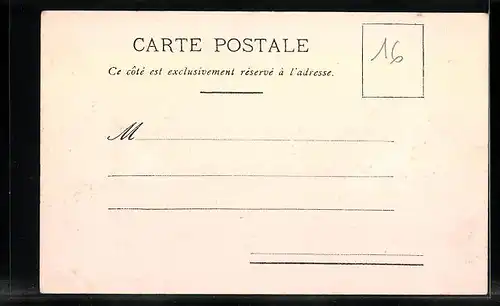 CARTE POSTALE
16
Ce côté est exclusivement réservé à l'adresse.
M